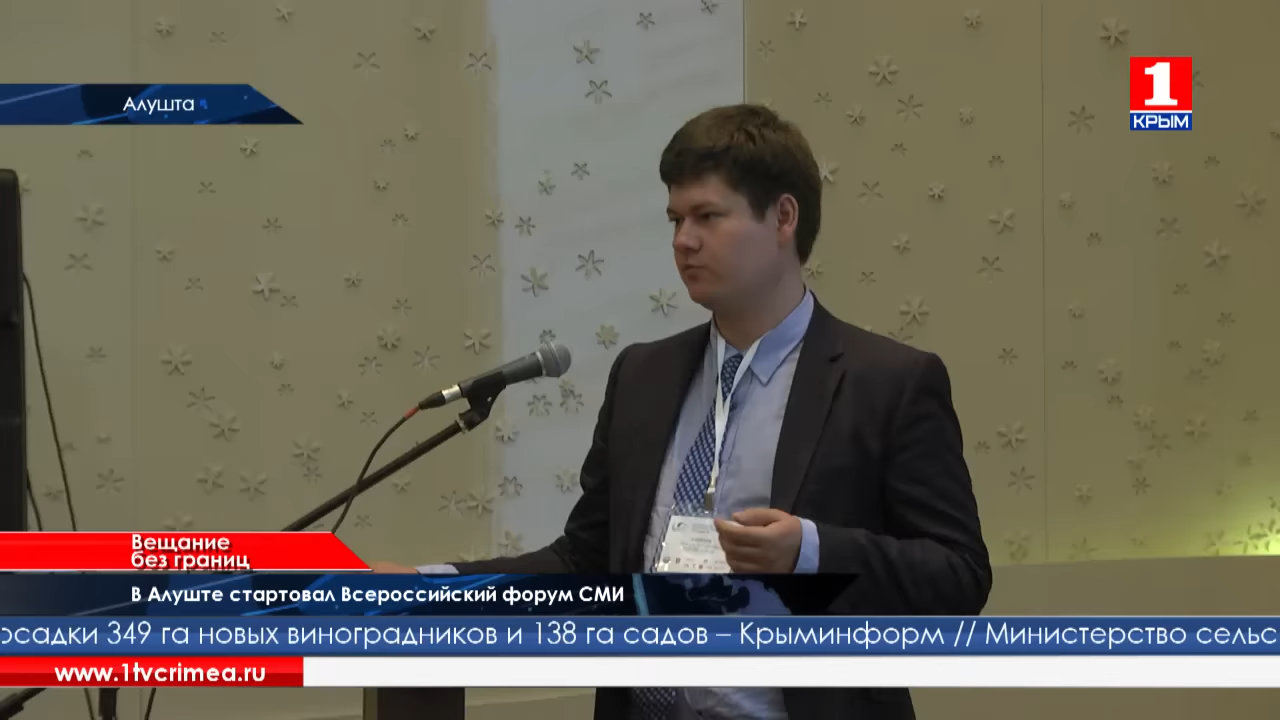 Алушта
1
КРЫМ
Вещание
без границ
В Алуште стартовал Всероссийский форум СМИ
осадки 349 га новых виноградников и 138 га садов – Крыминформ // Министерство сельс
www.1tvcrimea.ru